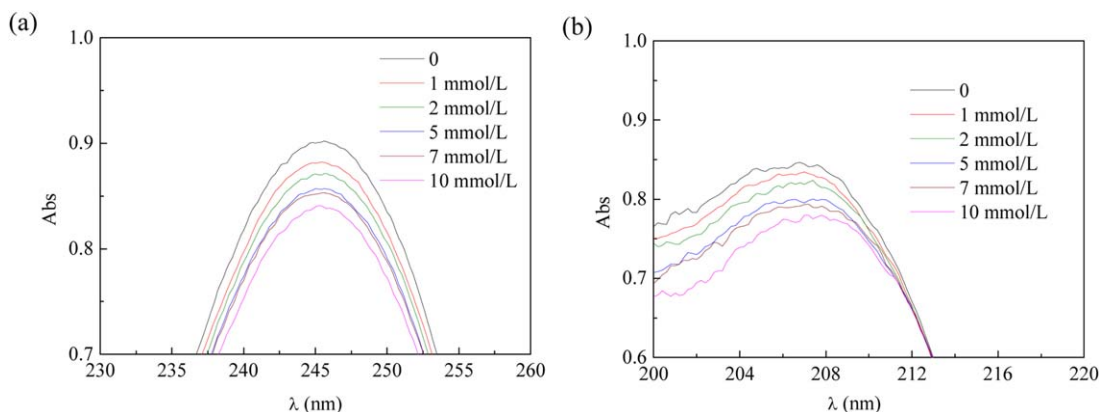 (a)
1.0
0.9
0.8
0.7
Abs
0
1 mmol/L
2 mmol/L
5 mmol/L
7 mmol/L
10 mmol/L
230 235 240 245 250 255 260
λ (nm)
(b)
1.0
0.9
0.8
0.7
0.6
Abs
0
1 mmol/L
2 mmol/L
5 mmol/L
7 mmol/L
10 mmol/L
200 204 208 212 216 220
λ (nm)